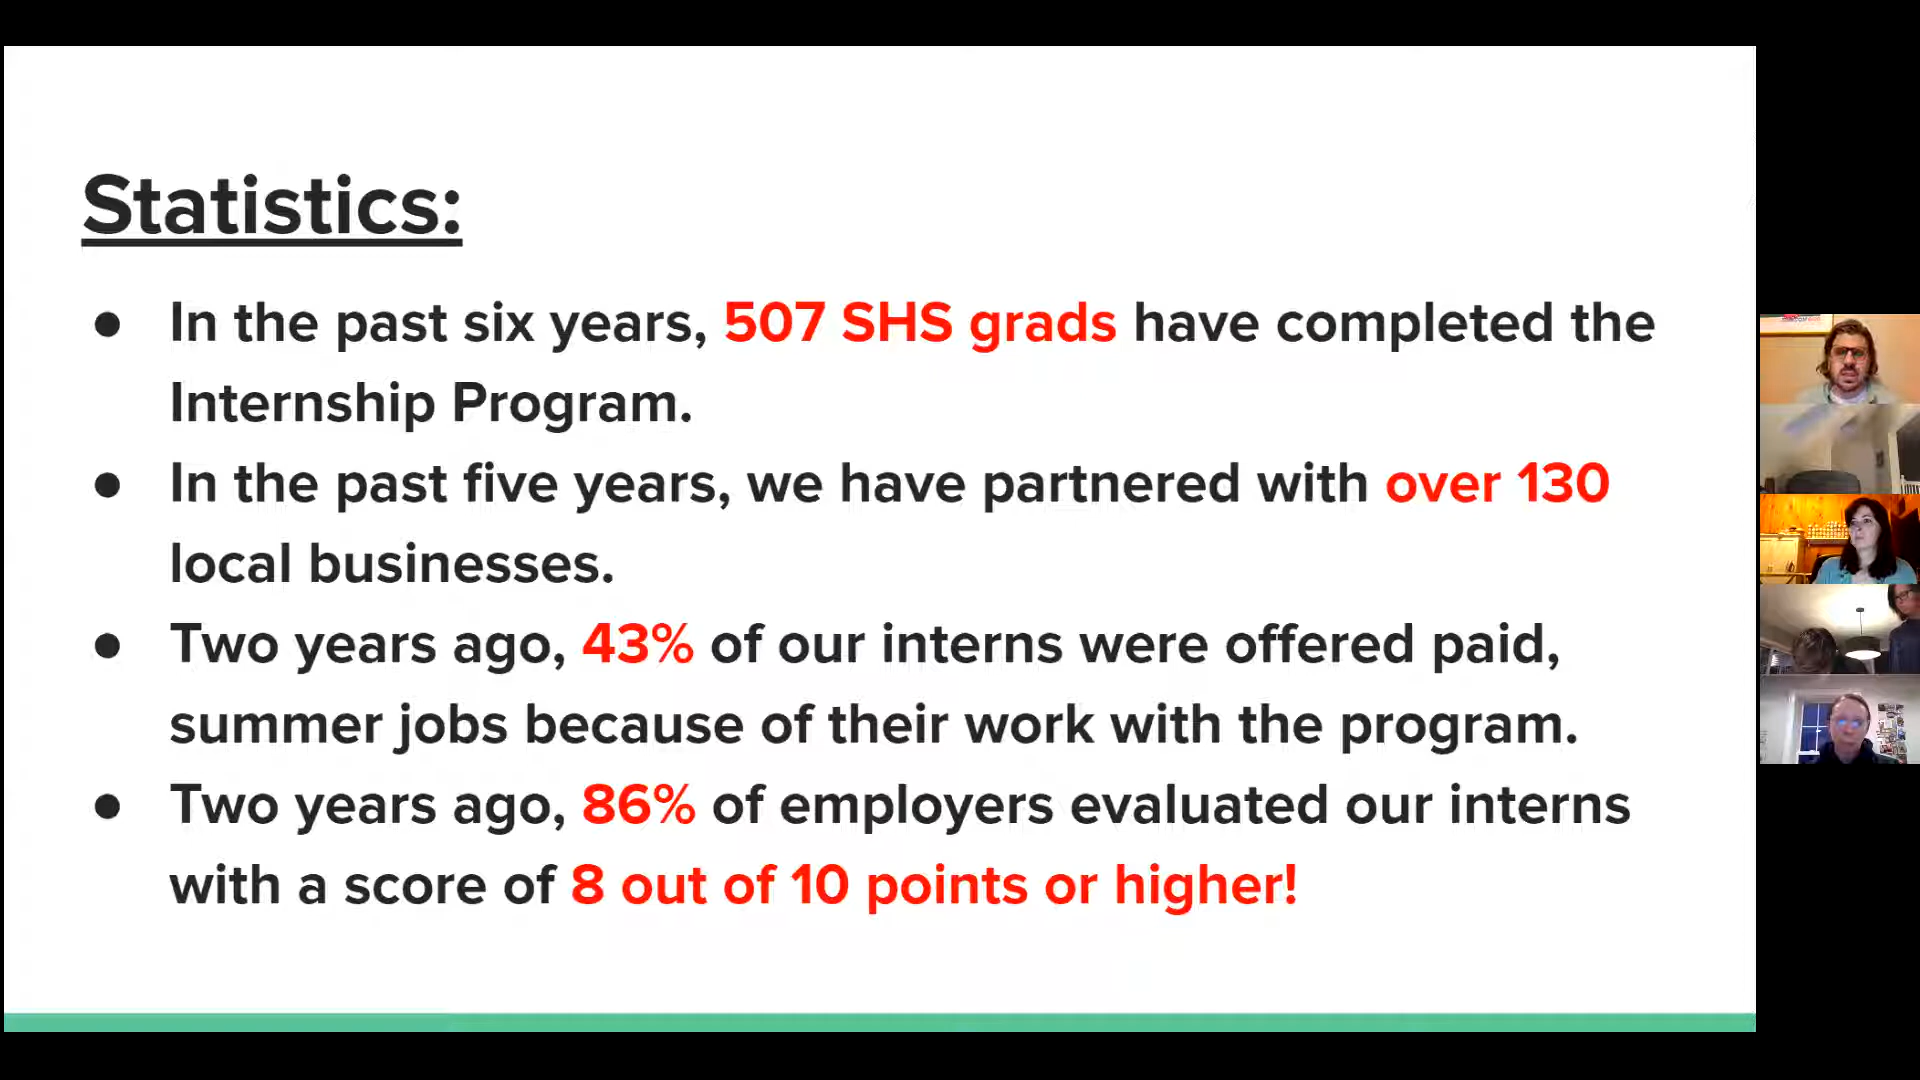 Statistics:
● In the past six years, 507 SHS grads have completed the
Internship Program.
● In the past five years, we have partnered with over 130
local businesses.
● Two years ago, 43% of our interns were offered paid,
summer jobs because of their work with the program.
● Two years ago, 86% of employers evaluated our interns
with a score of 8 out of 10 points or higher!